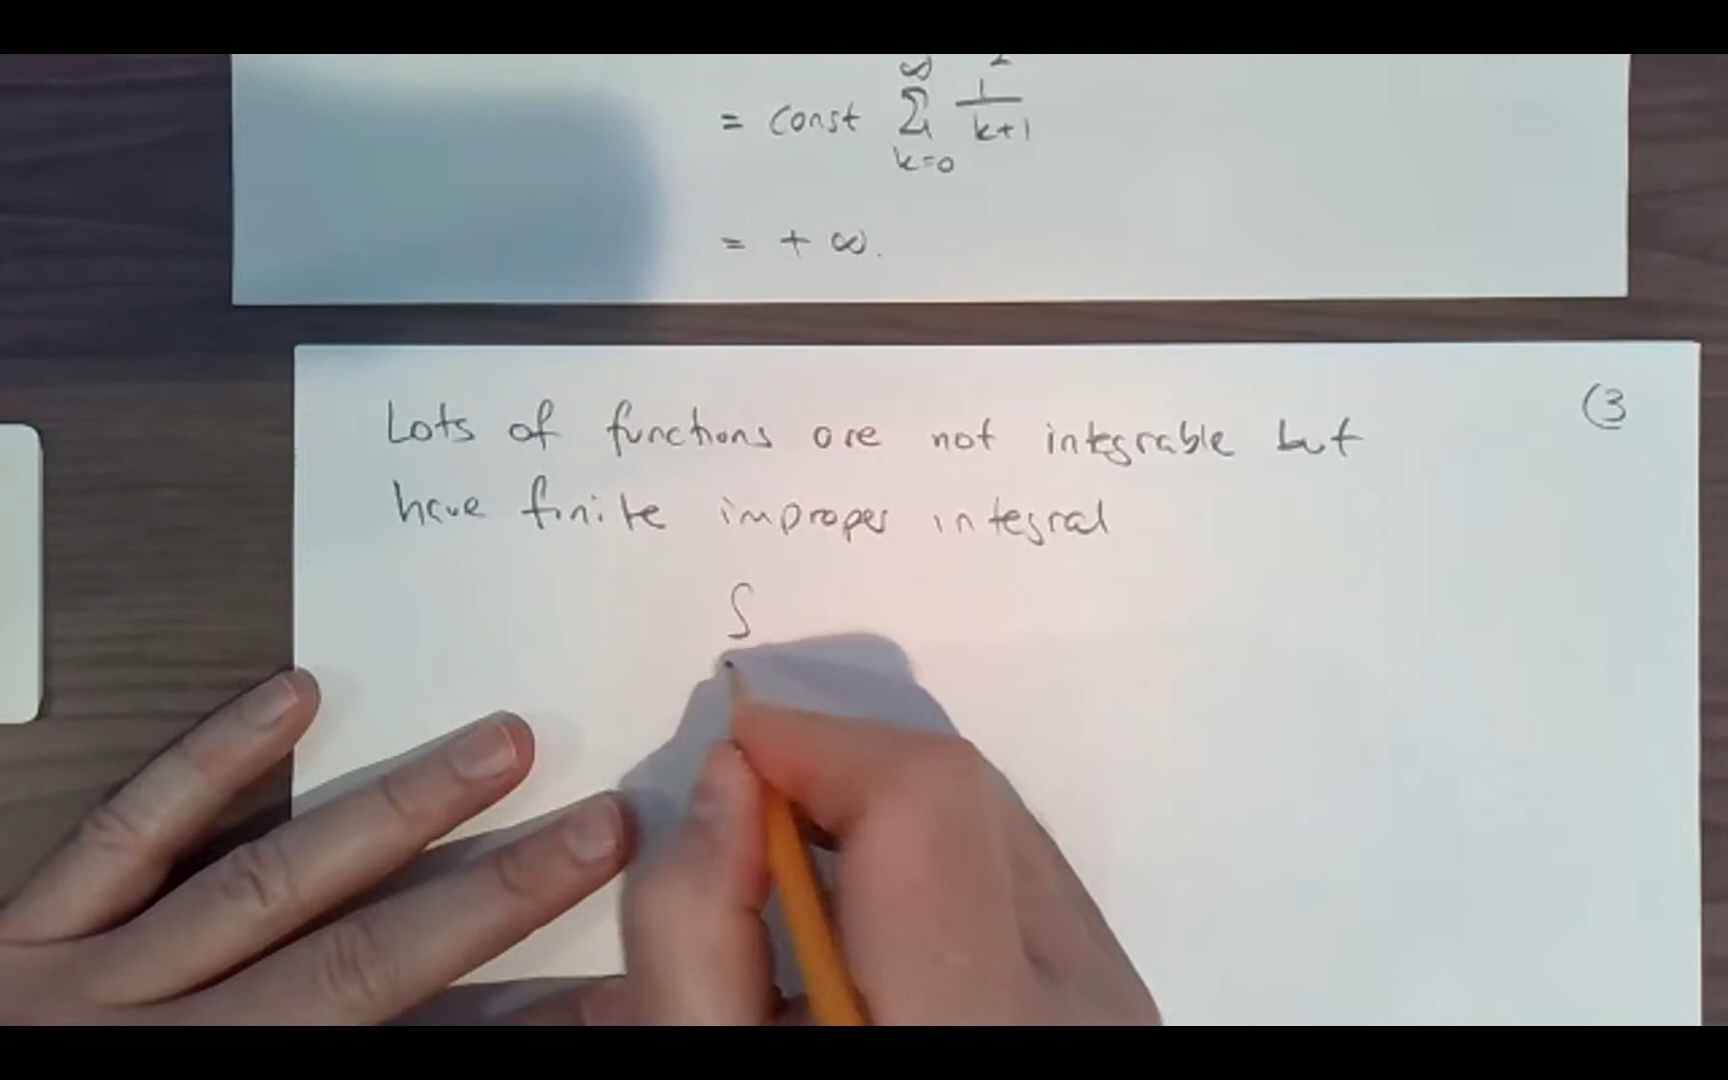 = const ∞ Σ k=0 1/k+1
= + ∞.
(3
Lots of functions are not integrable but
have finite improper integral
∫